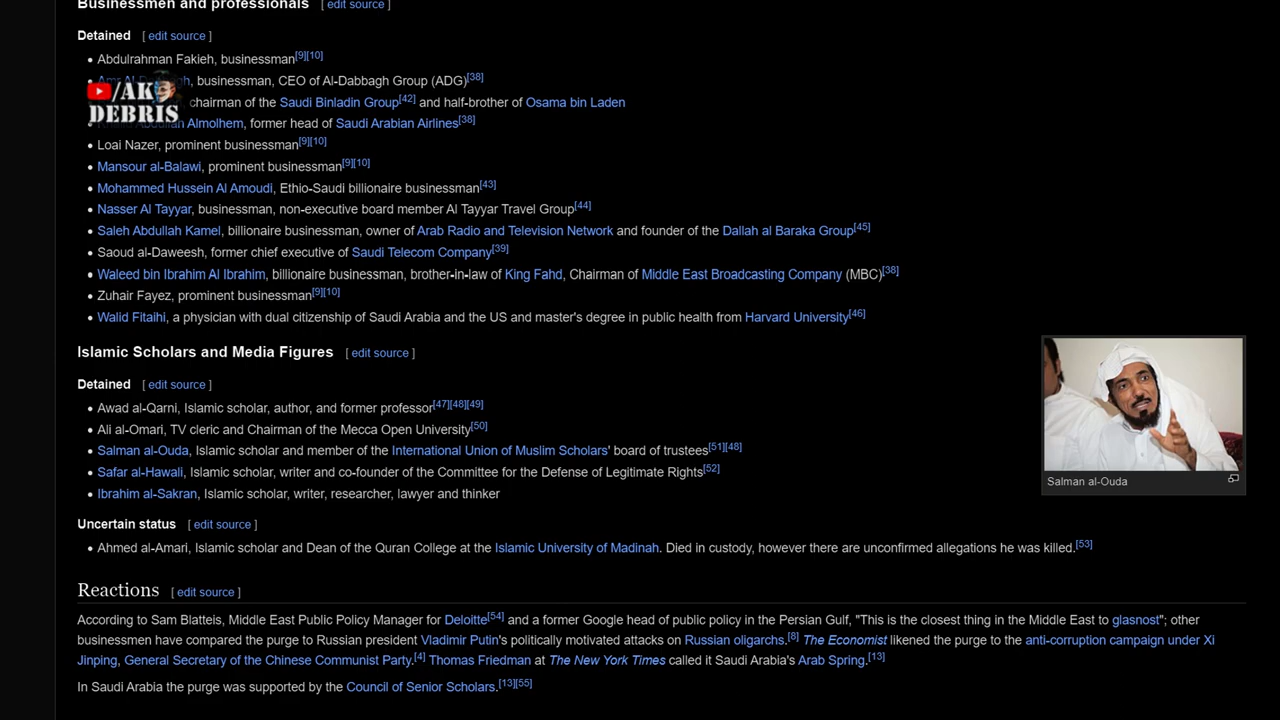 Businessmen and professionals [ edit source ]
Detained [ edit source ]
• Abdulrahman Fakieh, businessman[9][10]
, businessman, CEO of Al-Dabbagh Group (ADG)[38]
/AK
chairman of the Saudi Binladin Group[42] and half-brother of Osama bin Laden
DEBRIS
Almolhem, former head of Saudi Arabian Airlines[38]
• Loai Nazer, prominent businessman[9][10]
• Mansour al-Balawi, prominent businessman[9][10]
• Mohammed Hussein Al Amoudi, Ethio-Saudi billionaire businessman[43]
• Nasser Al Tayyar, businessman, non-executive board member Al Tayyar Travel Group[44]
• Saleh Abdullah Kamel, billionaire businessman, owner of Arab Radio and Television Network and founder of the Dallah al Baraka Group[45]
• Saoud al-Daweesh, former chief executive of Saudi Telecom Company[39]
• Waleed bin Ibrahim Al Ibrahim, billionaire businessman, brother-in-law of King Fahd, Chairman of Middle East Broadcasting Company (MBC)[38]
• Zuhair Fayez, prominent businessman[9][10]
• Walid Fitaihi, a physician with dual citizenship of Saudi Arabia and the US and master's degree in public health from Harvard University[46]
Islamic Scholars and Media Figures [ edit source ]
Detained [ edit source ]
• Awad al-Qarni, Islamic scholar, author, and former professor[47][48][49]
• Ali al-Omari, TV cleric and Chairman of the Mecca Open University[50]
• Salman al-Ouda, Islamic scholar and member of the International Union of Muslim Scholars' board of trustees[51][48]
• Safar al-Hawali, Islamic scholar, writer and co-founder of the Committee for the Defense of Legitimate Rights[52]
• Ibrahim al-Sakran, Islamic scholar, writer, researcher, lawyer and thinker
Salman al-Ouda
Uncertain status [ edit source ]
• Ahmed al-Amari, Islamic scholar and Dean of the Quran College at the Islamic University of Madinah. Died in custody, however there are unconfirmed allegations he was killed.[53]
Reactions [ edit source ]
According to Sam Blatteis, Middle East Public Policy Manager for Deloitte[54] and a former Google head of public policy in the Persian Gulf, "This is the closest thing in the Middle East to glasnost"; other
businessmen have compared the purge to Russian president Vladimir Putin's politically motivated attacks on Russian oligarchs.[8] The Economist likened the purge to the anti-corruption campaign under Xi
Jinping, General Secretary of the Chinese Communist Party.[4] Thomas Friedman at The New York Times called it Saudi Arabia's Arab Spring.[13]
In Saudi Arabia the purge was supported by the Council of Senior Scholars.[13][55]